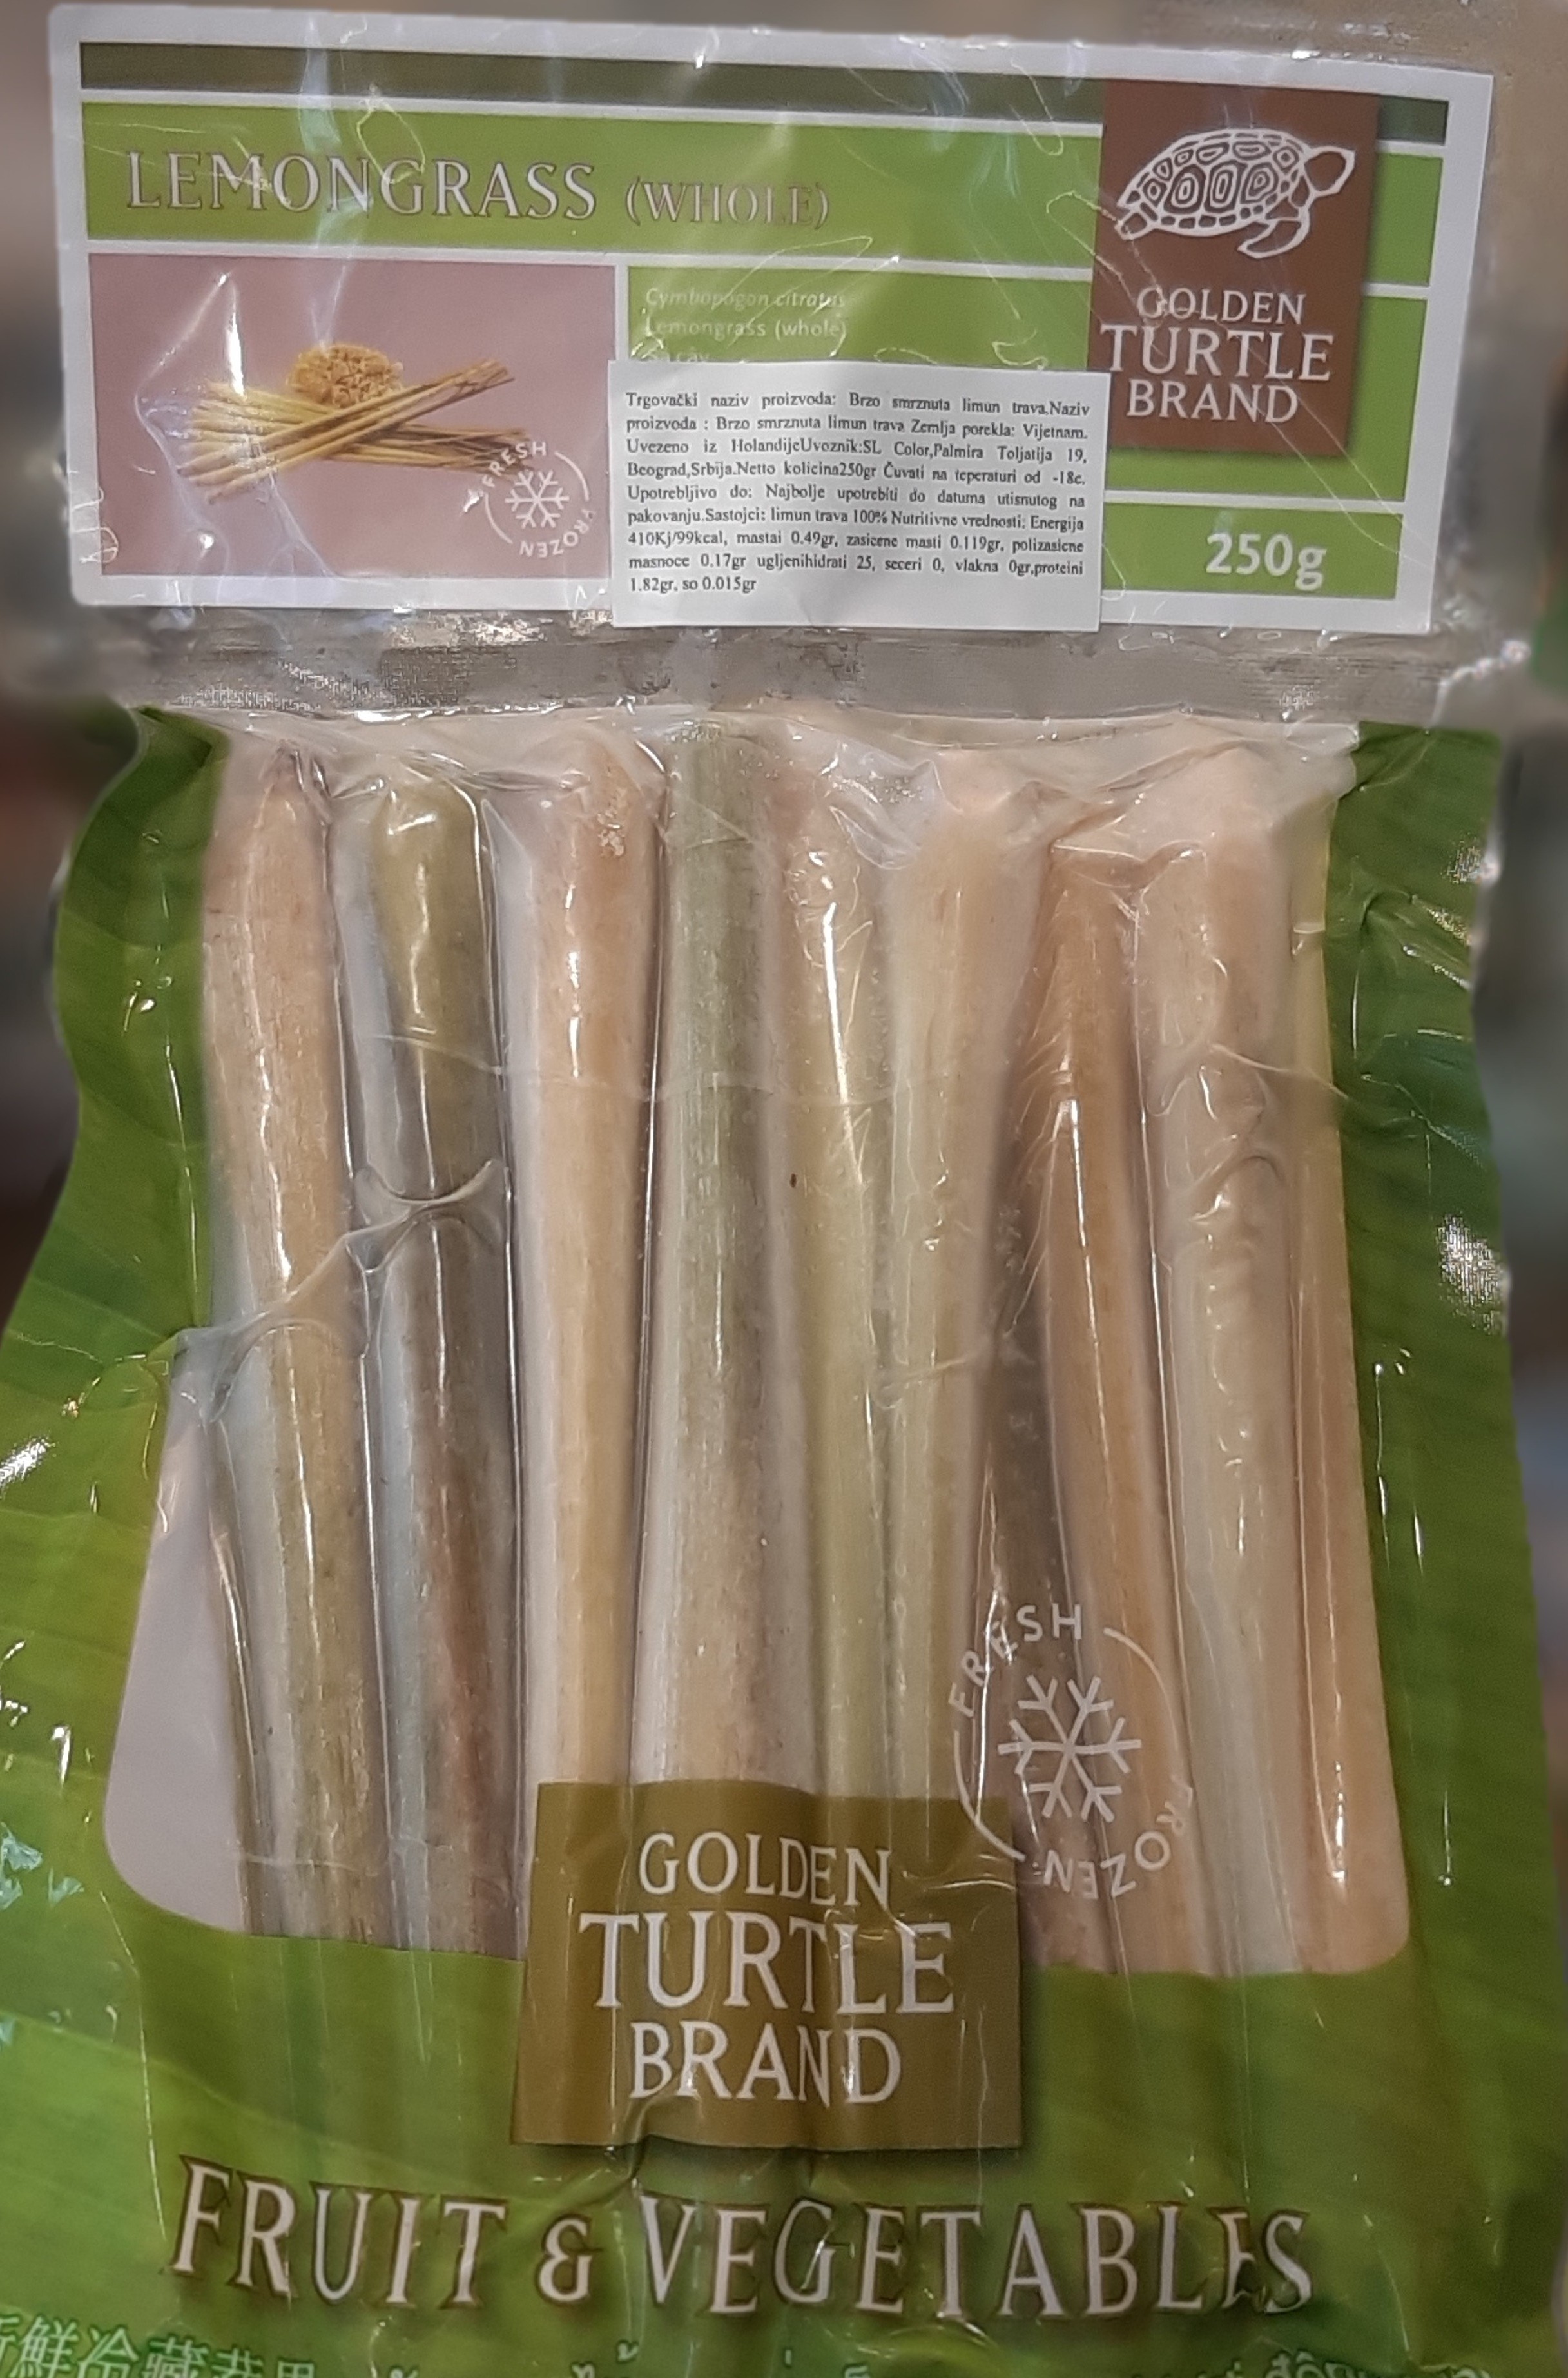 LEMONGRASS (WHOLE)
Cymbopogon citratus
Lemongrass (whole)
GOLDEN
TURTLE
BRAND
Trgovački naziv proizvoda: Brzo smrznuta limun trava.Naziv
proizvoda : Brzo smrznuta limun trava Zemlja porekla: Vijetnam.
Uvezeno iz HolandijeUvoznik:SL Color,Palmira Toljatija 19,
Beograd,Srbija.Netto kolicina250gr Čuvati na teperaturi od -18c.
Upotrebljivo do: Najbolje upotrebiti do datuma utisnutog na
pakovanju.Sastojci: limun trava 100% Nutritivne vrednosti: Energija
410Kj/99kcal, mastai 0.49gr, zasicene masti 0.119gr, polizasicne
masnoce 0.17gr ugljenihidrati 25, seceri 0, vlakna 0gr,proteini
1.82gr, so 0.015gr
FRESH
FROZEN
250g
FRESH
FROZEN
GOLDEN
TURTLE
BRAND
FRUIT & VEGETABLES
鮮冷藏